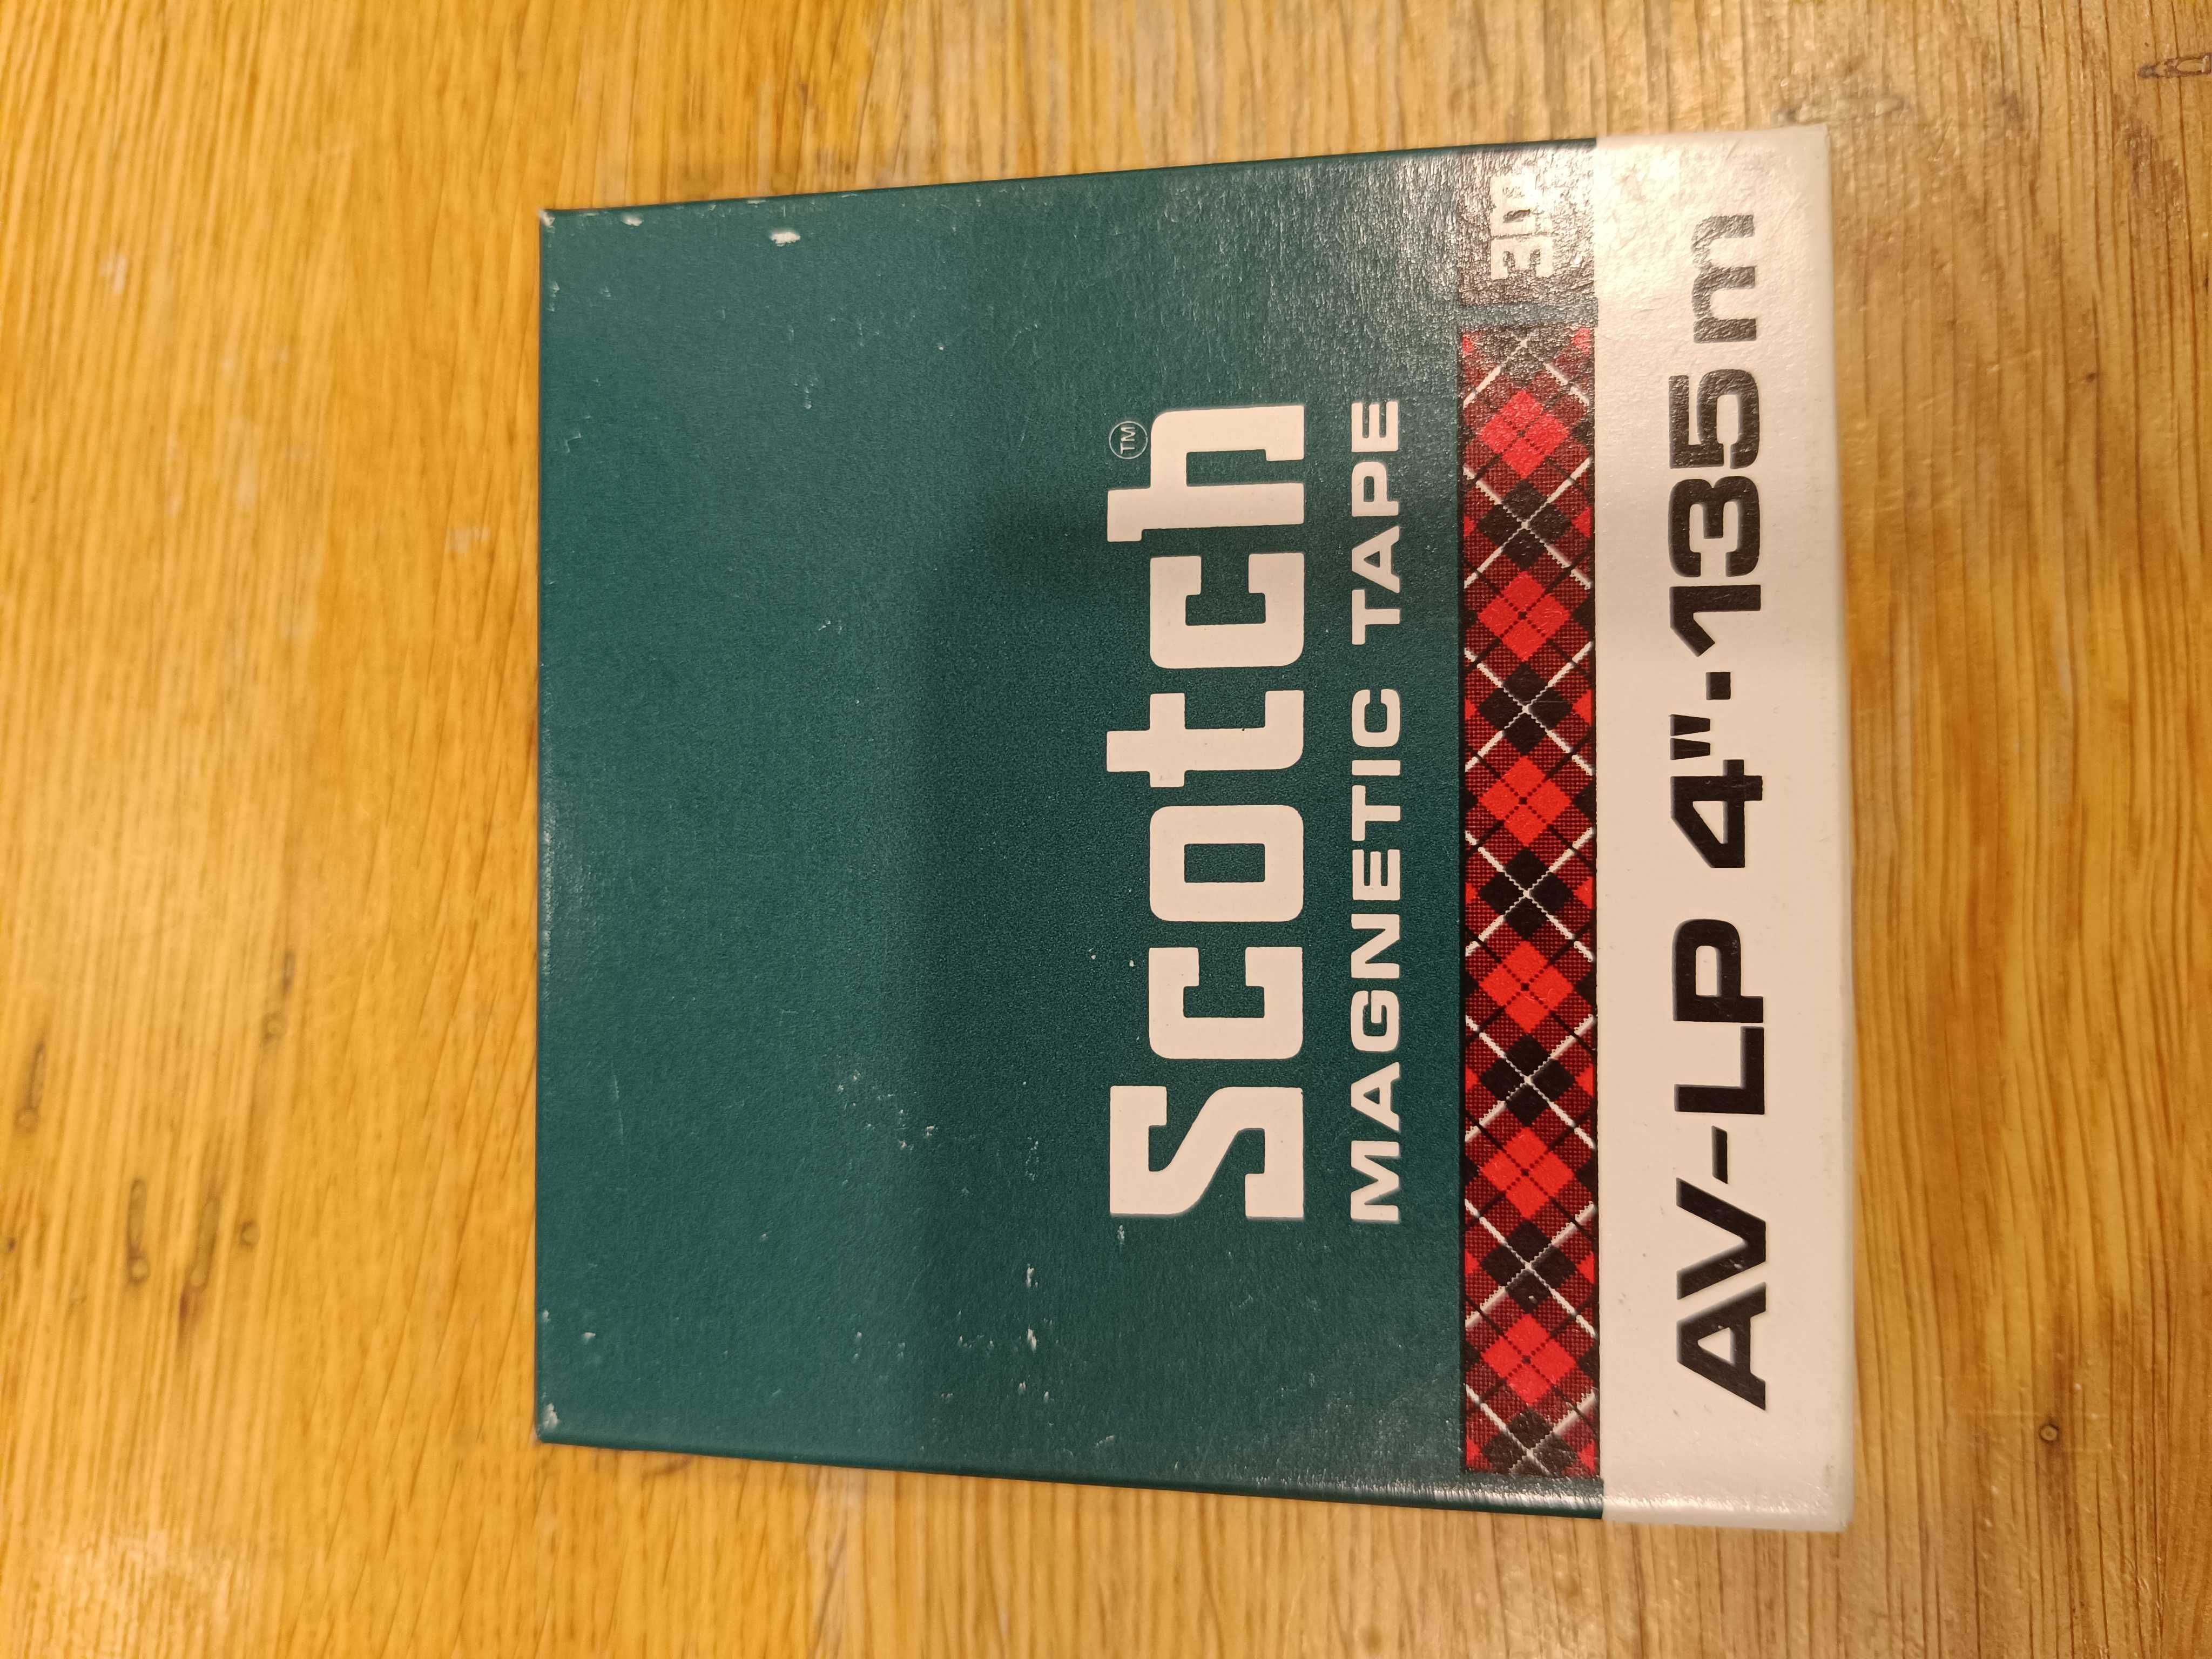 Scotch™
MAGNETIC TAPE
3m
AV-LP 4"·135m